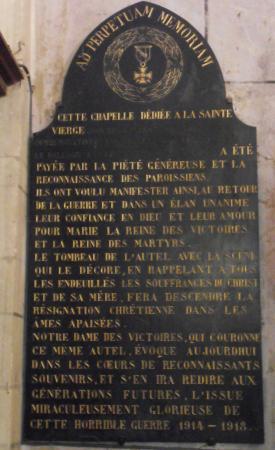 AD PERPETUAM MEMORIAM
CETTE CHAPELLE DÉDIÉE A LA SAINTE
VIERGE
A ÉTÉ
PAYÉE PAR LA PIÉTÉ GÉNÉREUSE ET LA
RECONNAISSANCE DES PAROISSIENS.
ILS ONT VOULU MANIFESTER AINSI, AU RETOUR
DE LA GUERRE ET DANS UN ÉLAN UNANIME
LEUR CONFIANCE EN DIEU ET LEUR AMOUR
POUR MARIE LA REINE DES VICTOIRES
ET LA REINE DES MARTYRS.
LE TOMBEAU DE L'AUTEL AVEC LA SCÈNE
QUI LE DÉCORE, EN RAPPELANT A TOUS
LES ENDEUILLÉS LES SOUFFRANCES DU CHRIST
ET DE SA MÈRE, FERA DESCENDRE LA
RÉSIGNATION CHRÉTIENNE DANS LES
ÂMES APAISÉES.
NOTRE DAME DES VICTOIRES, QUI COURONNE
CE MÊME AUTEL, ÉVOQUE AUJOURD'HUI
DANS LES CŒURS DE RECONNAISSANTS
SOUVENIRS, ET S'EN IRA REDIRE AUX
GÉNÉRATIONS FUTURES, L'ISSUE
MIRACULEUSEMENT GLORIEUSE DE
CETTE HORRIBLE GUERRE 1914-1918..